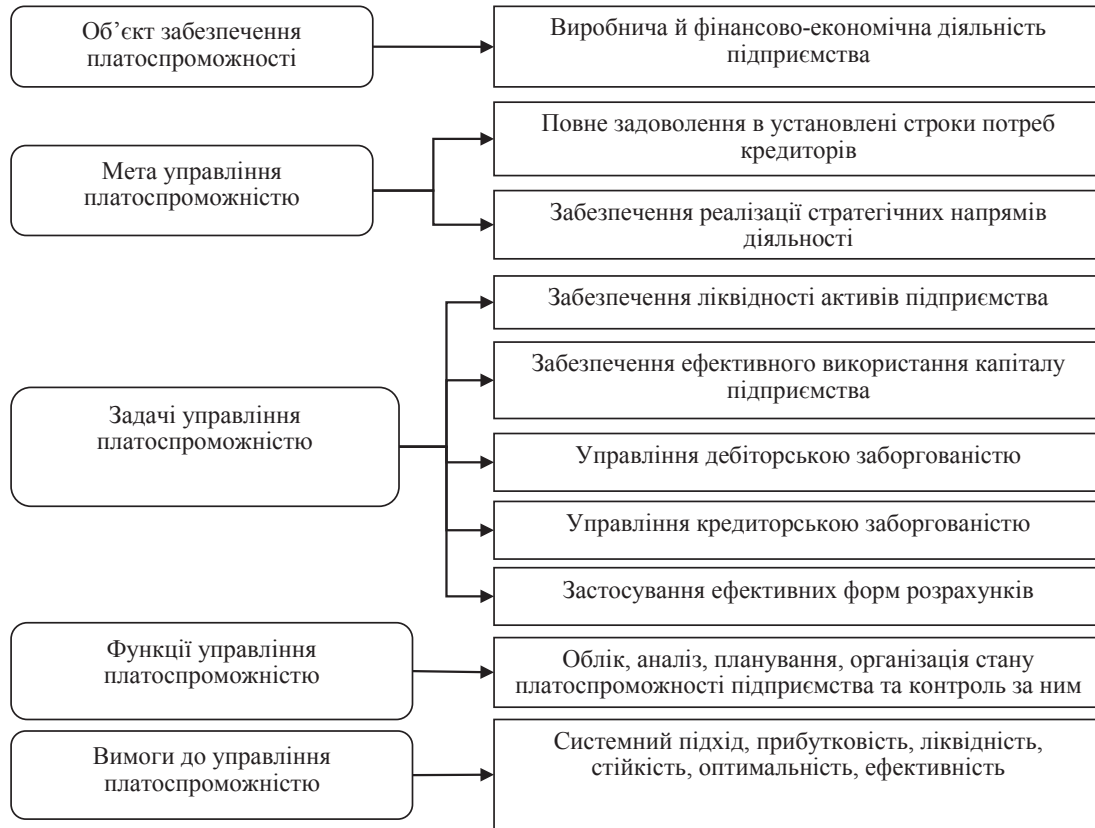 Об’єкт забезпечення
платоспроможності
Виробнича й фінансово-економічна діяльність
підприємства
Мета управління
платоспроможністю
Повне задоволення в установлені строки потреб
кредиторів
Забезпечення реалізації стратегічних напрямів
діяльності
Задачі управління
платоспроможністю
Забезпечення ліквідності активів підприємства
Забезпечення ефективного використання капіталу
підприємства
Управління дебіторською заборгованістю
Управління кредиторською заборгованістю
Застосування ефективних форм розрахунків
Функції управління
платоспроможністю
Облік, аналіз, планування, організація стану
платоспроможності підприємства та контроль за ним
Вимоги до управління
платоспроможністю
Системний підхід, прибутковість, ліквідність,
стійкість, оптимальність, ефективність